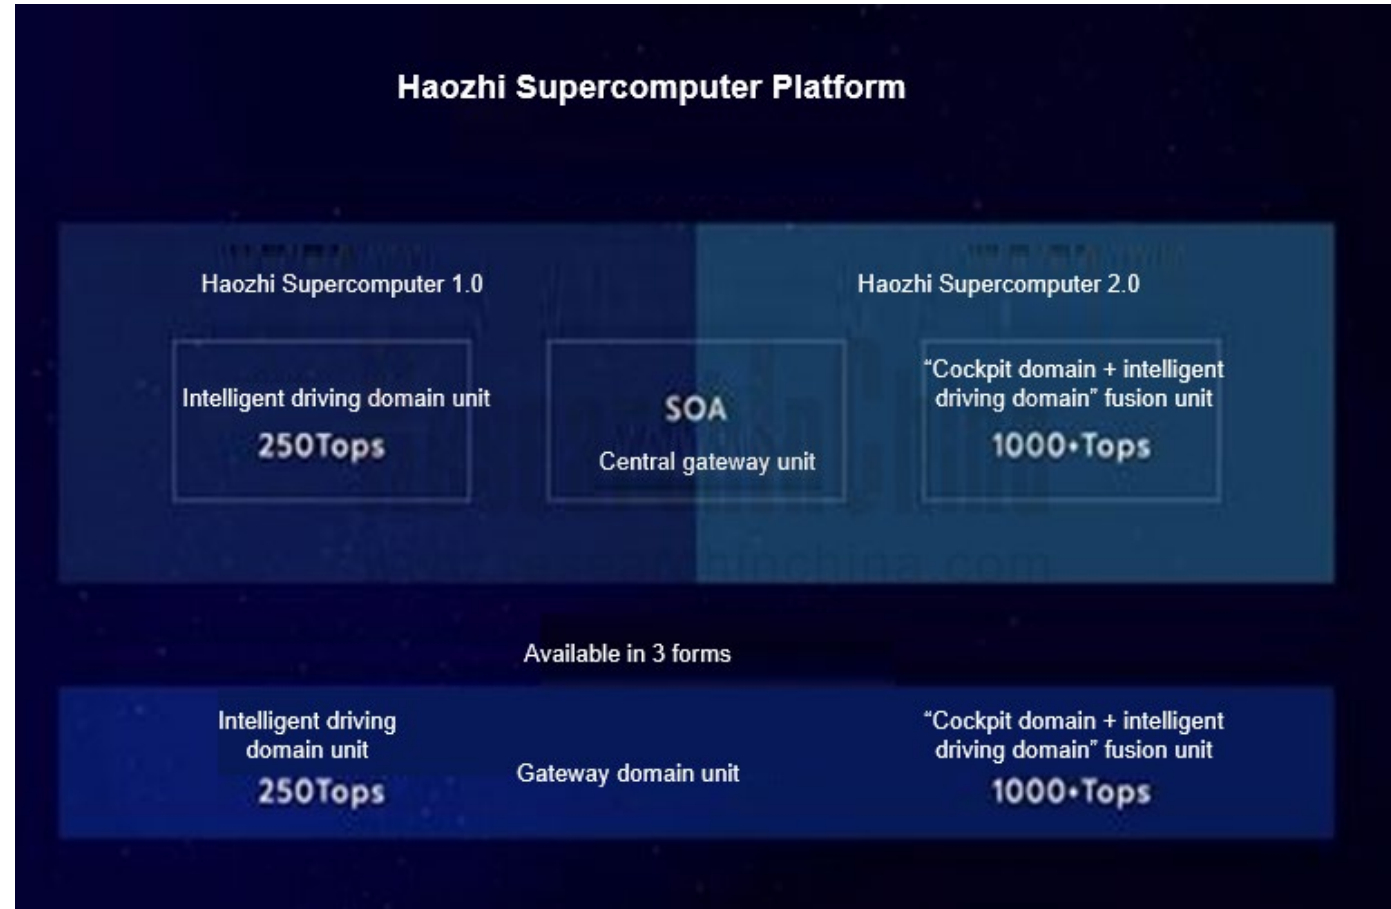 Haozhi Supercomputer Platform
Haozhi Supercomputer 1.0
Haozhi Supercomputer 2.0
Intelligent driving domain unit
250Tops
SOA
Central gateway unit
“Cockpit domain + intelligent
driving domain” fusion unit
1000+Tops
Available in 3 forms
Intelligent driving
domain unit
250Tops
Gateway domain unit
“Cockpit domain + intelligent
driving domain” fusion unit
1000+Tops